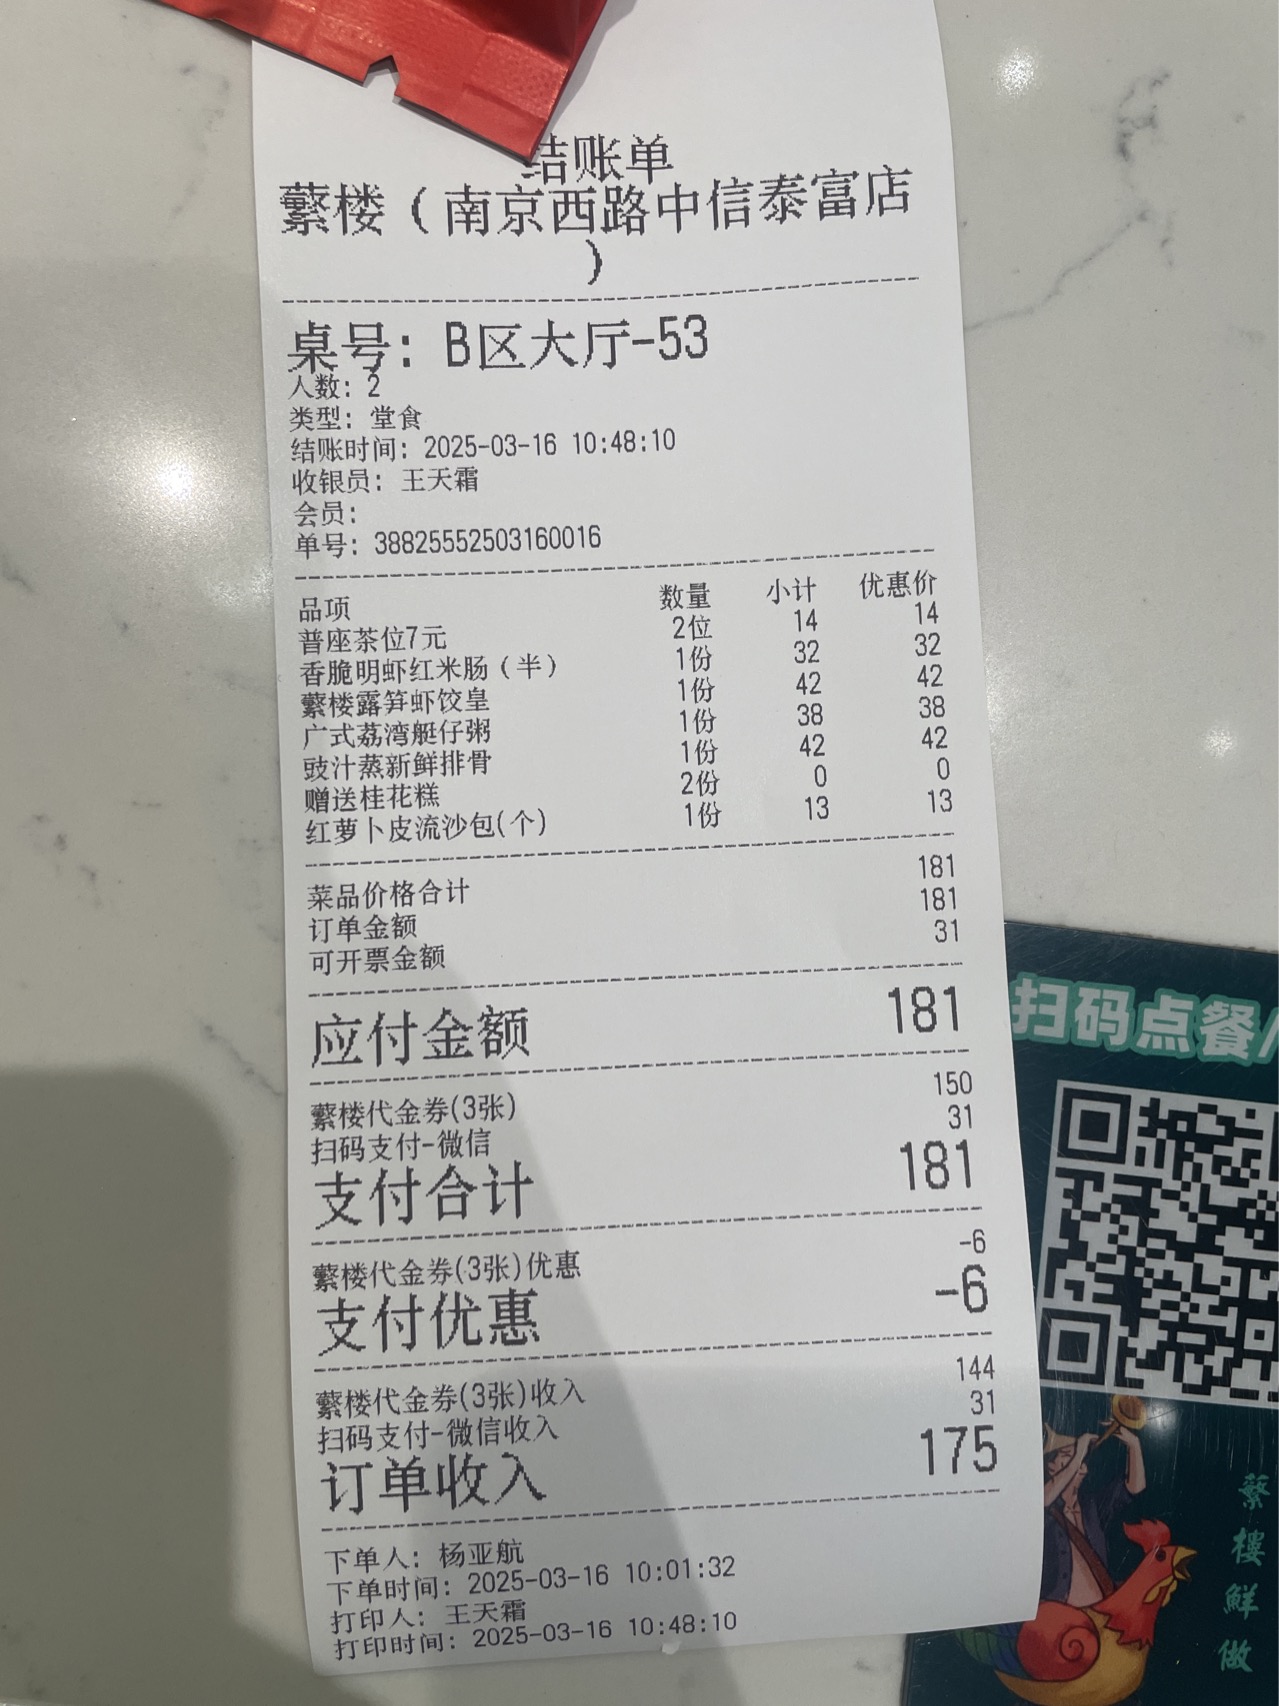 结账单
蘩楼（南京西路中信泰富店
）
桌号：B区大厅-53
人数：2
类型：堂食
结账时间：2025-03-16 10:48:10
收银员：王天霜
会员：
单号：38825552503160016
品项 数量 小计 优惠价
普座茶位7元 2位 14 14
香脆明虾红米肠（半） 1份 32 32
蘩楼露笋虾饺皇 1份 42 42
广式荔湾艇仔粥 1份 38 38
豉汁蒸新鲜排骨 1份 42 42
赠送桂花糕 2份 0 0
红萝卜皮流沙包(个) 1份 13 13
菜品价格合计 181
订单金额 181
可开票金额 31
应付金额 181
蘩楼代金券(3张) 150
扫码支付-微信 31
支付合计 181
蘩楼代金券(3张)优惠 -6
支付优惠 -6
蘩楼代金券(3张)收入 144
扫码支付-微信收入 31
订单收入 175
下单人：杨亚航
下单时间：2025-03-16 10:01:32
打印人：王天霜
打印时间：2025-03-16 10:48:10
扫码点餐/
蘩樓鮮做